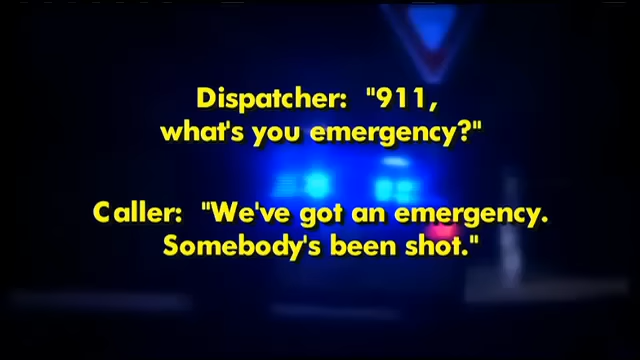 Dispatcher: "911,
what's you emergency?"
Caller: "We've got an emergency.
Somebody's been shot."